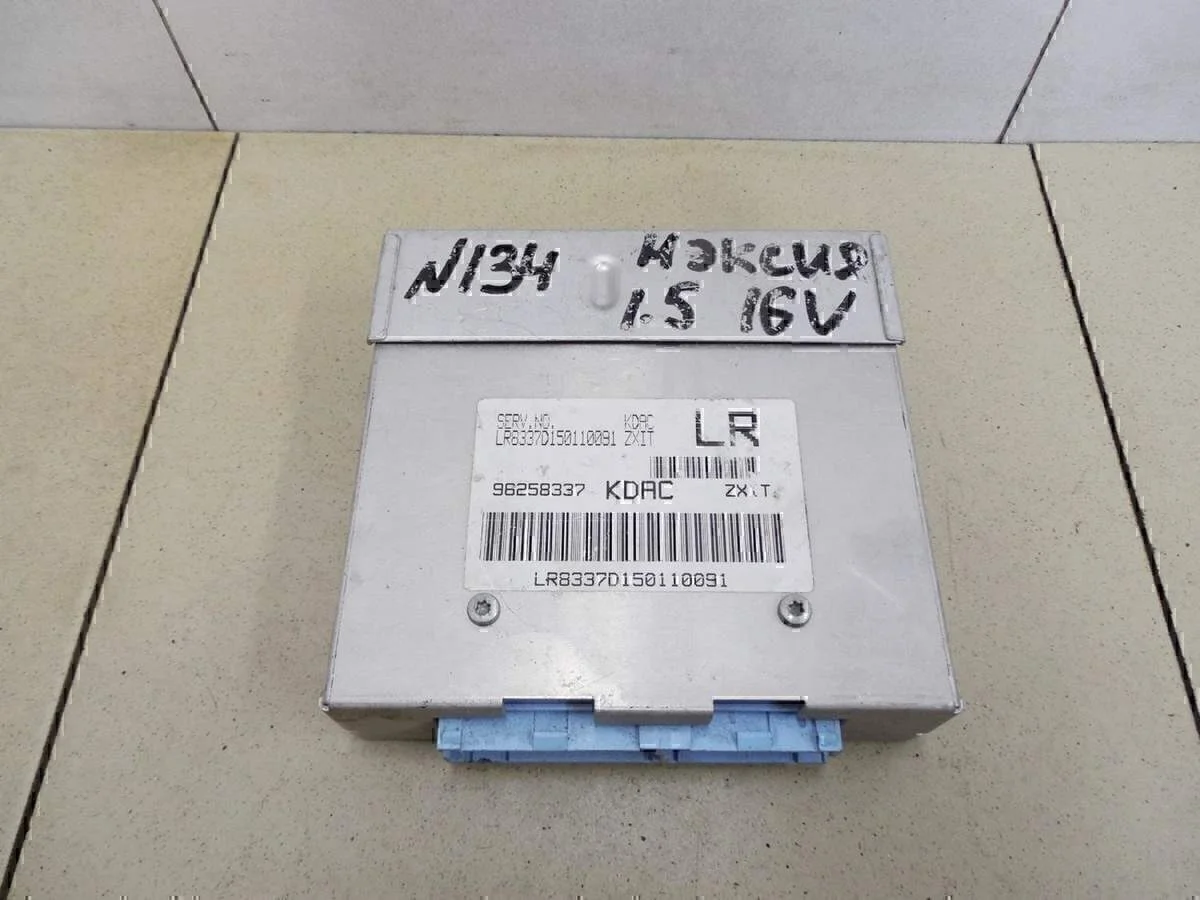 N134 Нэксия
1.5 16V
SERV.NO. KDAC LR
LR8337D150110091 ZXIT
96258337 KDAC ZXIT
LR8337D150110091